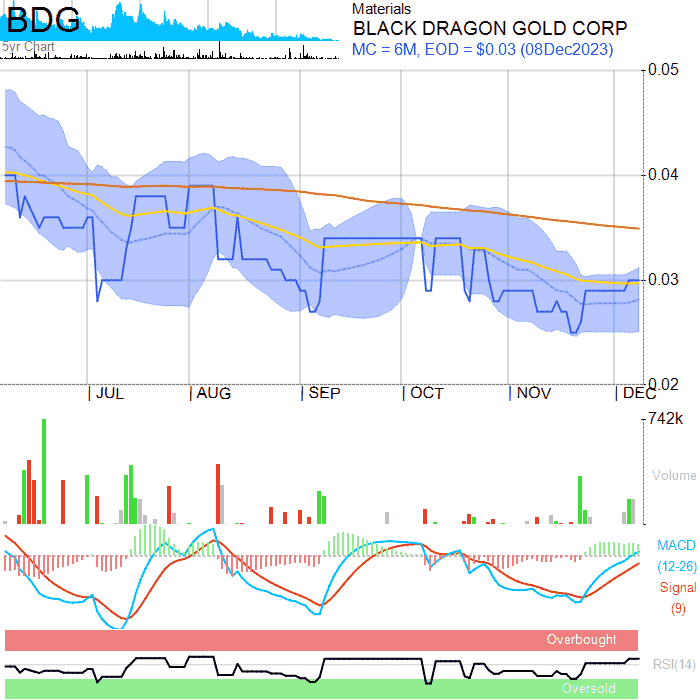 BDG
5yr Chart
Materials
BLACK DRAGON GOLD CORP
MC = 6M, EOD = $0.03 (08Dec2023)
0.05
0.04
0.03
0.02
JUL AUG SEP OCT NOV DEC
742k
Volume
MACD
(12-26)
Signal
(9)
Overbought
RSI(14)
Oversold